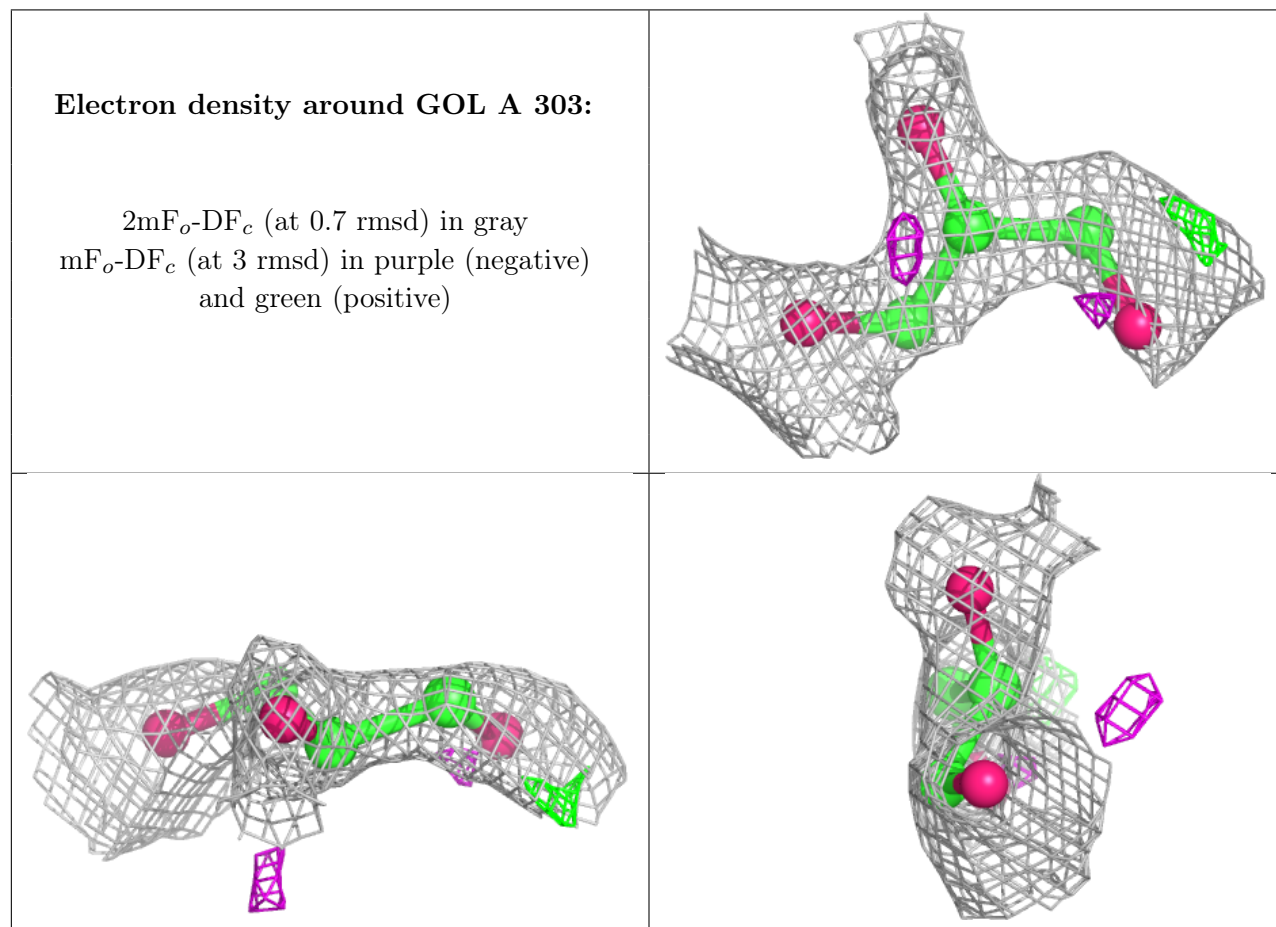 Electron density around GOL A 303:
2mFo-DFc (at 0.7 rmsd) in gray
mFo-DFc (at 3 rmsd) in purple (negative)
and green (positive)